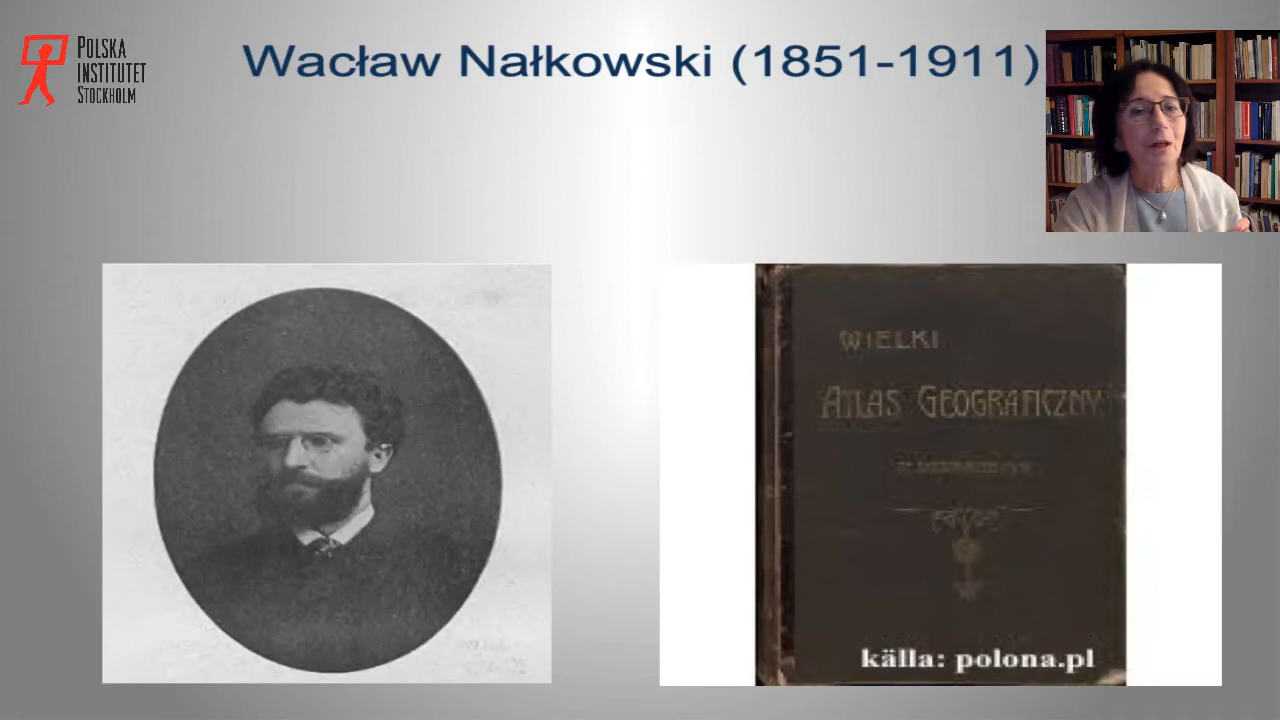 POLSKA
INSTITUTET
STOCKHOLM
Wacław Nałkowski (1851-1911)
WIELKI
ATLAS GEOGRAFICZNY
källa: polona.pl